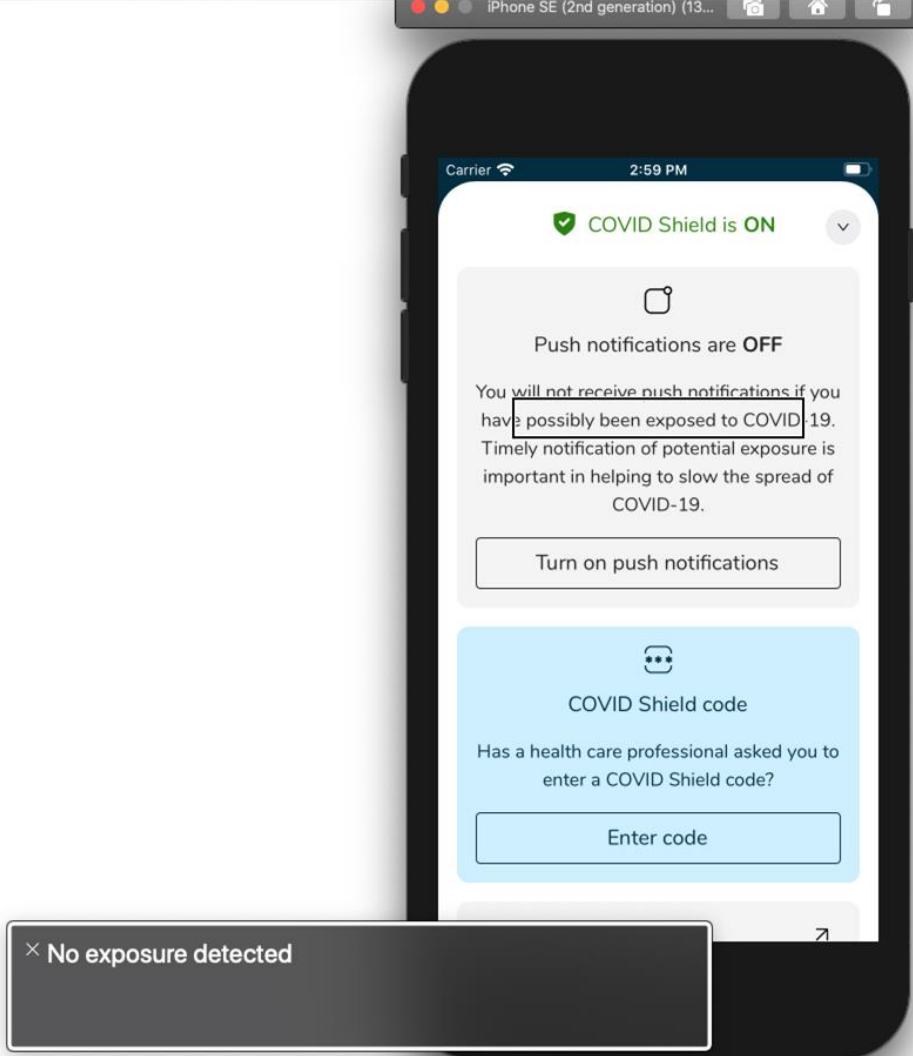 iPhone SE (2nd generation) (13...
Carrier 2:59 PM
COVID Shield is ON
Push notifications are OFF
You will not receive push notifications if you
have possibly been exposed to COVID-19.
Timely notification of potential exposure is
important in helping to slow the spread of
COVID-19.
Turn on push notifications
COVID Shield code
Has a health care professional asked you to
enter a COVID Shield code?
Enter code
× No exposure detected